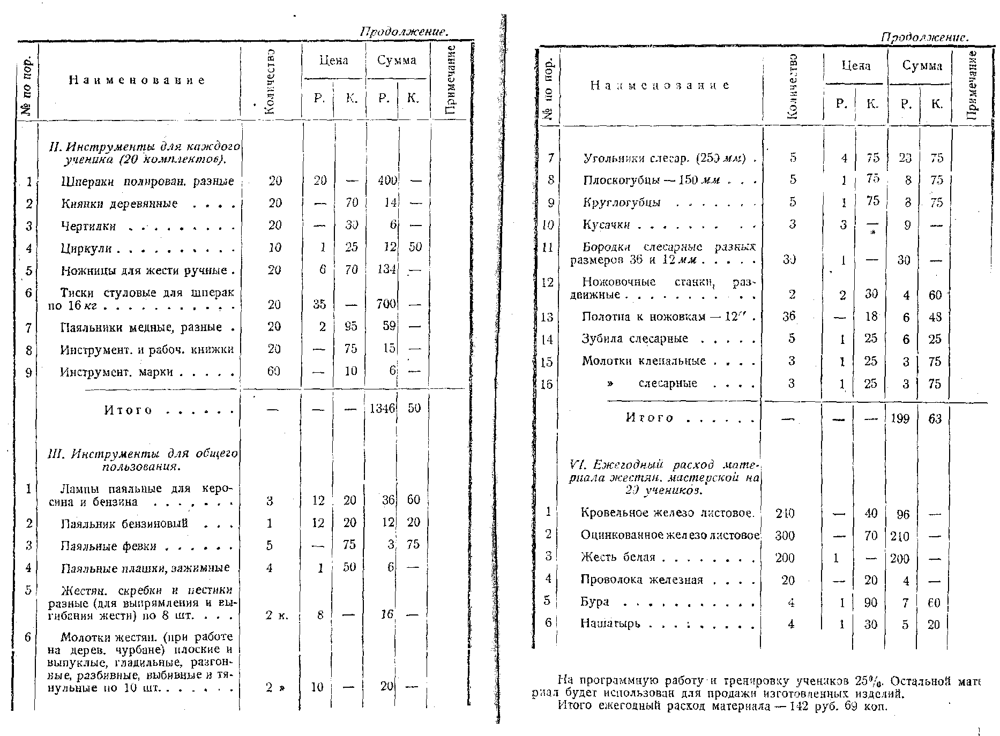 Продолжение.
№ по пор. Наименование Количество Цена Сумма Примечание
Р. К. Р. К.
II. Инструменты для каждого
ученика (20 комплектов).
1 Шпераки полирован. разные 20 20 — 400 —
2 Киянки деревянные . . . . 20 — 70 14 —
3 Чертилки . . . . . . . . . 20 — 30 6 —
4 Циркули . . . . . . . . . . 10 1 25 12 50
5 Ножницы для жести ручные . 20 6 70 134 —
6 Тиски стуловые для шперак
по 16 кг . . . . . . . . . . . 20 35 — 700 —
7 Паяльники медные, разные . 20 2 95 59 —
8 Инструмент. и рабоч. книжки 20 — 75 15 —
9 Инструмент. марки . . . . . 60 — 10 6 —
Итого . . . . . . — — — 1346 50
III. Инструменты для общего
пользования.
1 Лампы паяльные для керо-
сина и бензина . . . . . . . 3 12 20 36 60
2 Паяльник бензиновый . . . 1 12 20 12 20
3 Паяльные февки . . . . . . 5 — 75 3 75
4 Паяльные плашки, зажимные 4 1 50 6 —
5 Жестян. скребки и пестики
разные (для выпрямления и вы-
гибания жести) по 8 шт. . . . 2 к. 8 — 16 —
6 Молотки жестян. (при работе
на дерев. чурбане) плоские и
выпуклые, гладильные, разгон-
ные, разбивные, выбивные и тя-
нульные по 10 шт. . . . . . . 2 » 10 — 20 —
Продолжение.
№ по пор. Наименование Количество Цена Сумма Примечание
Р. К. Р. К.
7 Угольники слесар. (250 мм) . 5 4 75 23 75
8 Плоскогубцы — 150 мм . . . 5 1 75 8 75
9 Круглогубцы . . . . . . . 5 1 75 8 75
10 Кусачки . . . . . . . . . 3 3 — 9 —
11 Бородки слесарные разных
размеров 36 и 12 мм . . . . . 30 1 — 30 —
12 Ножовочные станки, раз-
движные . . . . . . . . . . 2 2 30 4 60
13 Полотна к ножовкам — 12″ . 36 — 18 6 48
14 Зубила слесарные . . . . . 5 1 25 6 25
15 Молотки клепальные . . . . 3 1 25 3 75
16 » слесарные . . . . 3 1 25 3 75
Итого . . . . . . — — — 199 63
VI. Ежегодный расход мате-
риала жестян. мастерской на
20 учеников.
1 Кровельное железо листовое. 240 — 40 96 —
2 Оцинкованное железо листовое 300 — 70 210 —
3 Жесть белая . . . . . . . . 200 1 — 200 —
4 Проволока железная . . . . 20 — 20 4 —
5 Бура . . . . . . . . . . . 4 1 90 7 60
6 Нашатырь . . . . . . . . . 4 1 30 5 20
На программную работу и тренировку учеников 25%. Остальной мате
риал будет использован для продажи изготовленных изделий.
Итого ежегодный расход материала — 142 руб. 69 коп.